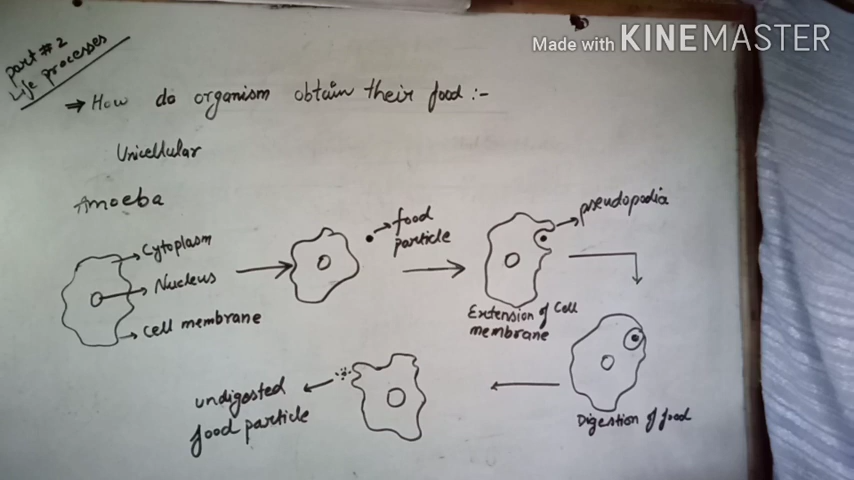 Made with KINEMASTER
part #2
Life processes
⇒ How do organism obtain their food :-
Unicellular
Amoeba
Cytoplasm
Nucleus
Cell membrane
food
particle
pseudopodia
Extension of Cell
membrane
Digestion of food
undigested
food particle